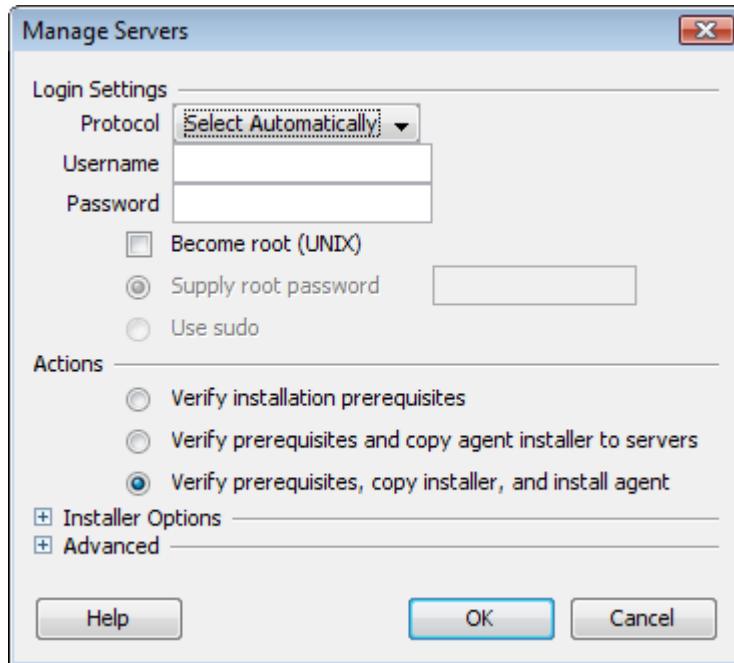 Manage Servers
Login Settings
Protocol Select Automatically
Username
Password
Become root (UNIX)
Supply root password
Use sudo
Actions
Verify installation prerequisites
Verify prerequisites and copy agent installer to servers
Verify prerequisites, copy installer, and install agent
Installer Options
Advanced
Help OK Cancel